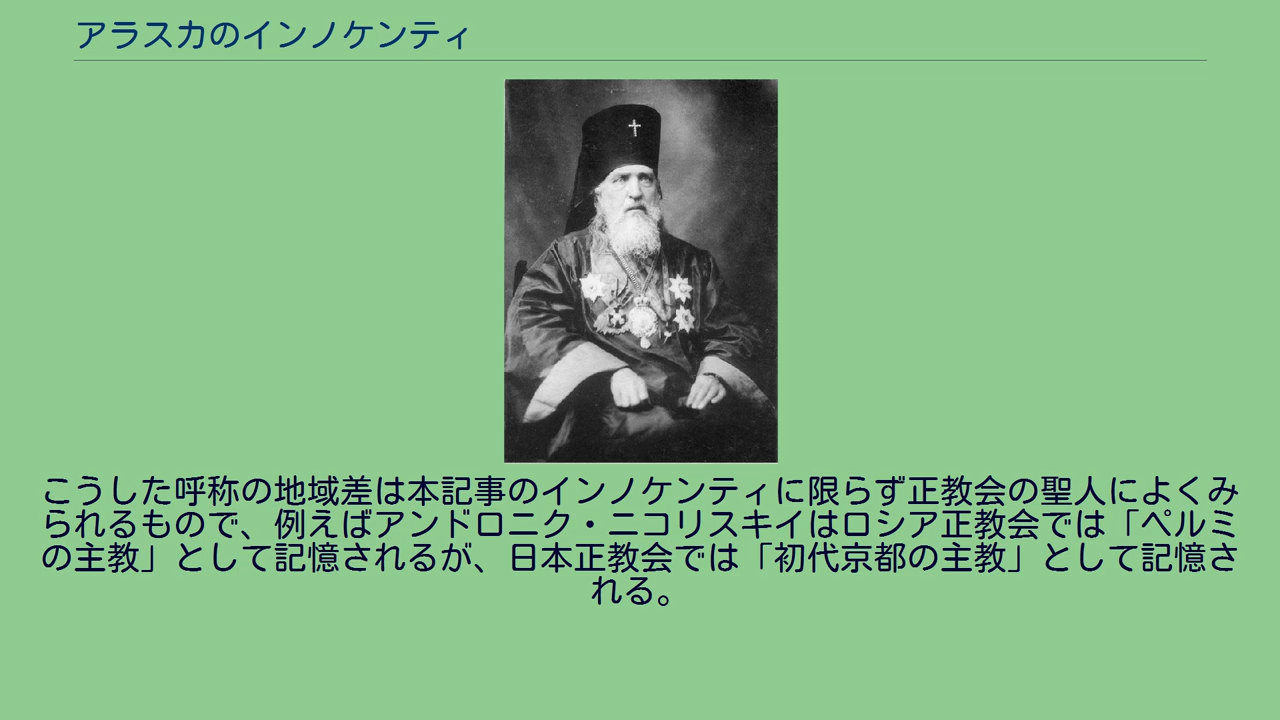 アラスカのインノケンティ
こうした呼称の地域差は本記事のインノケンティに限らず正教会の聖人によくみ
られるもので、例えばアンドロニク・ニコリスキイはロシア正教会では「ペルミ
の主教」として記憶されるが、日本正教会では「初代京都の主教」として記憶さ
れる。